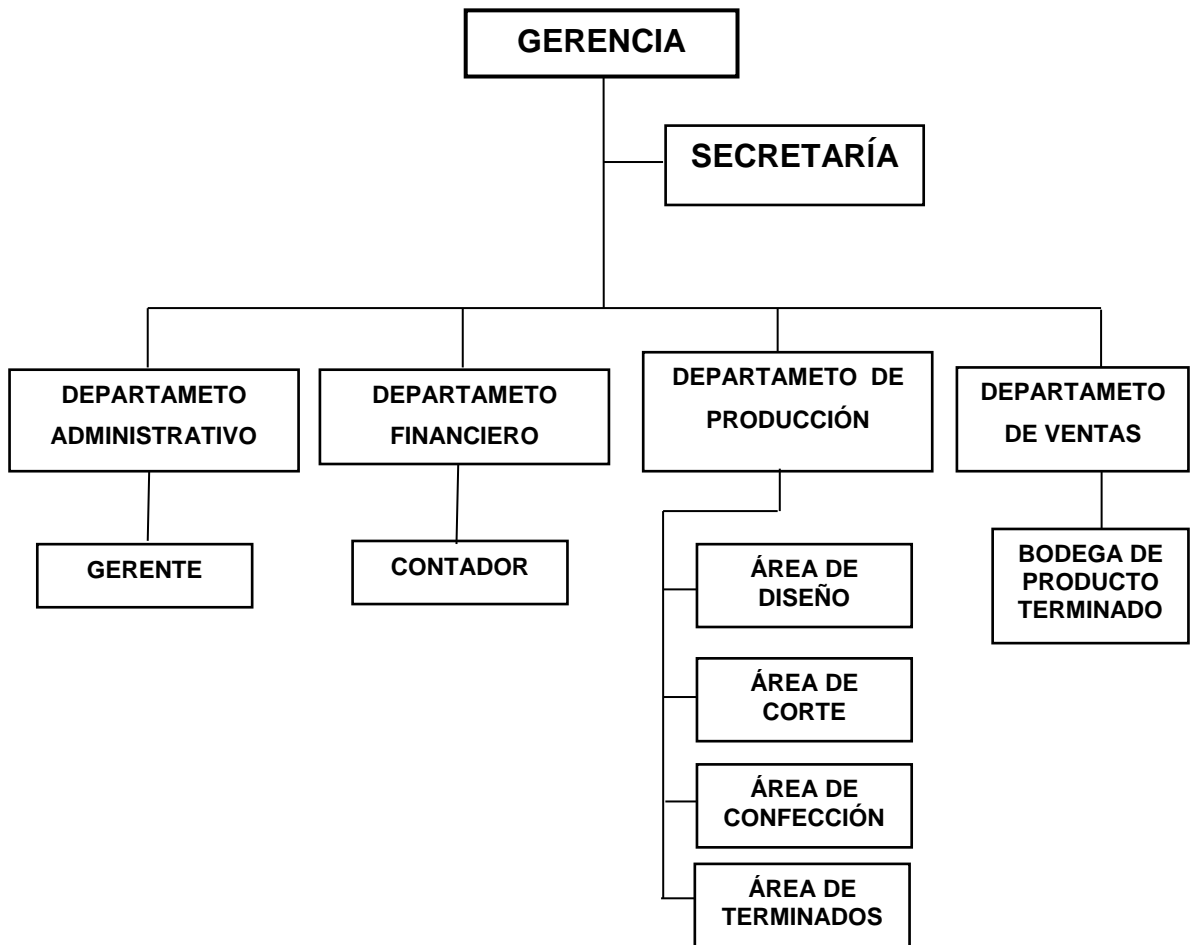 GERENCIA
SECRETARÍA
DEPARTAMETO
ADMINISTRATIVO
DEPARTAMETO
FINANCIERO
DEPARTAMETO DE
PRODUCCIÓN
DEPARTAMETO
DE VENTAS
GERENTE
CONTADOR
ÁREA DE
DISEÑO
ÁREA DE
CORTE
ÁREA DE
CONFECCIÓN
ÁREA DE
TERMINADOS
BODEGA DE
PRODUCTO
TERMINADO